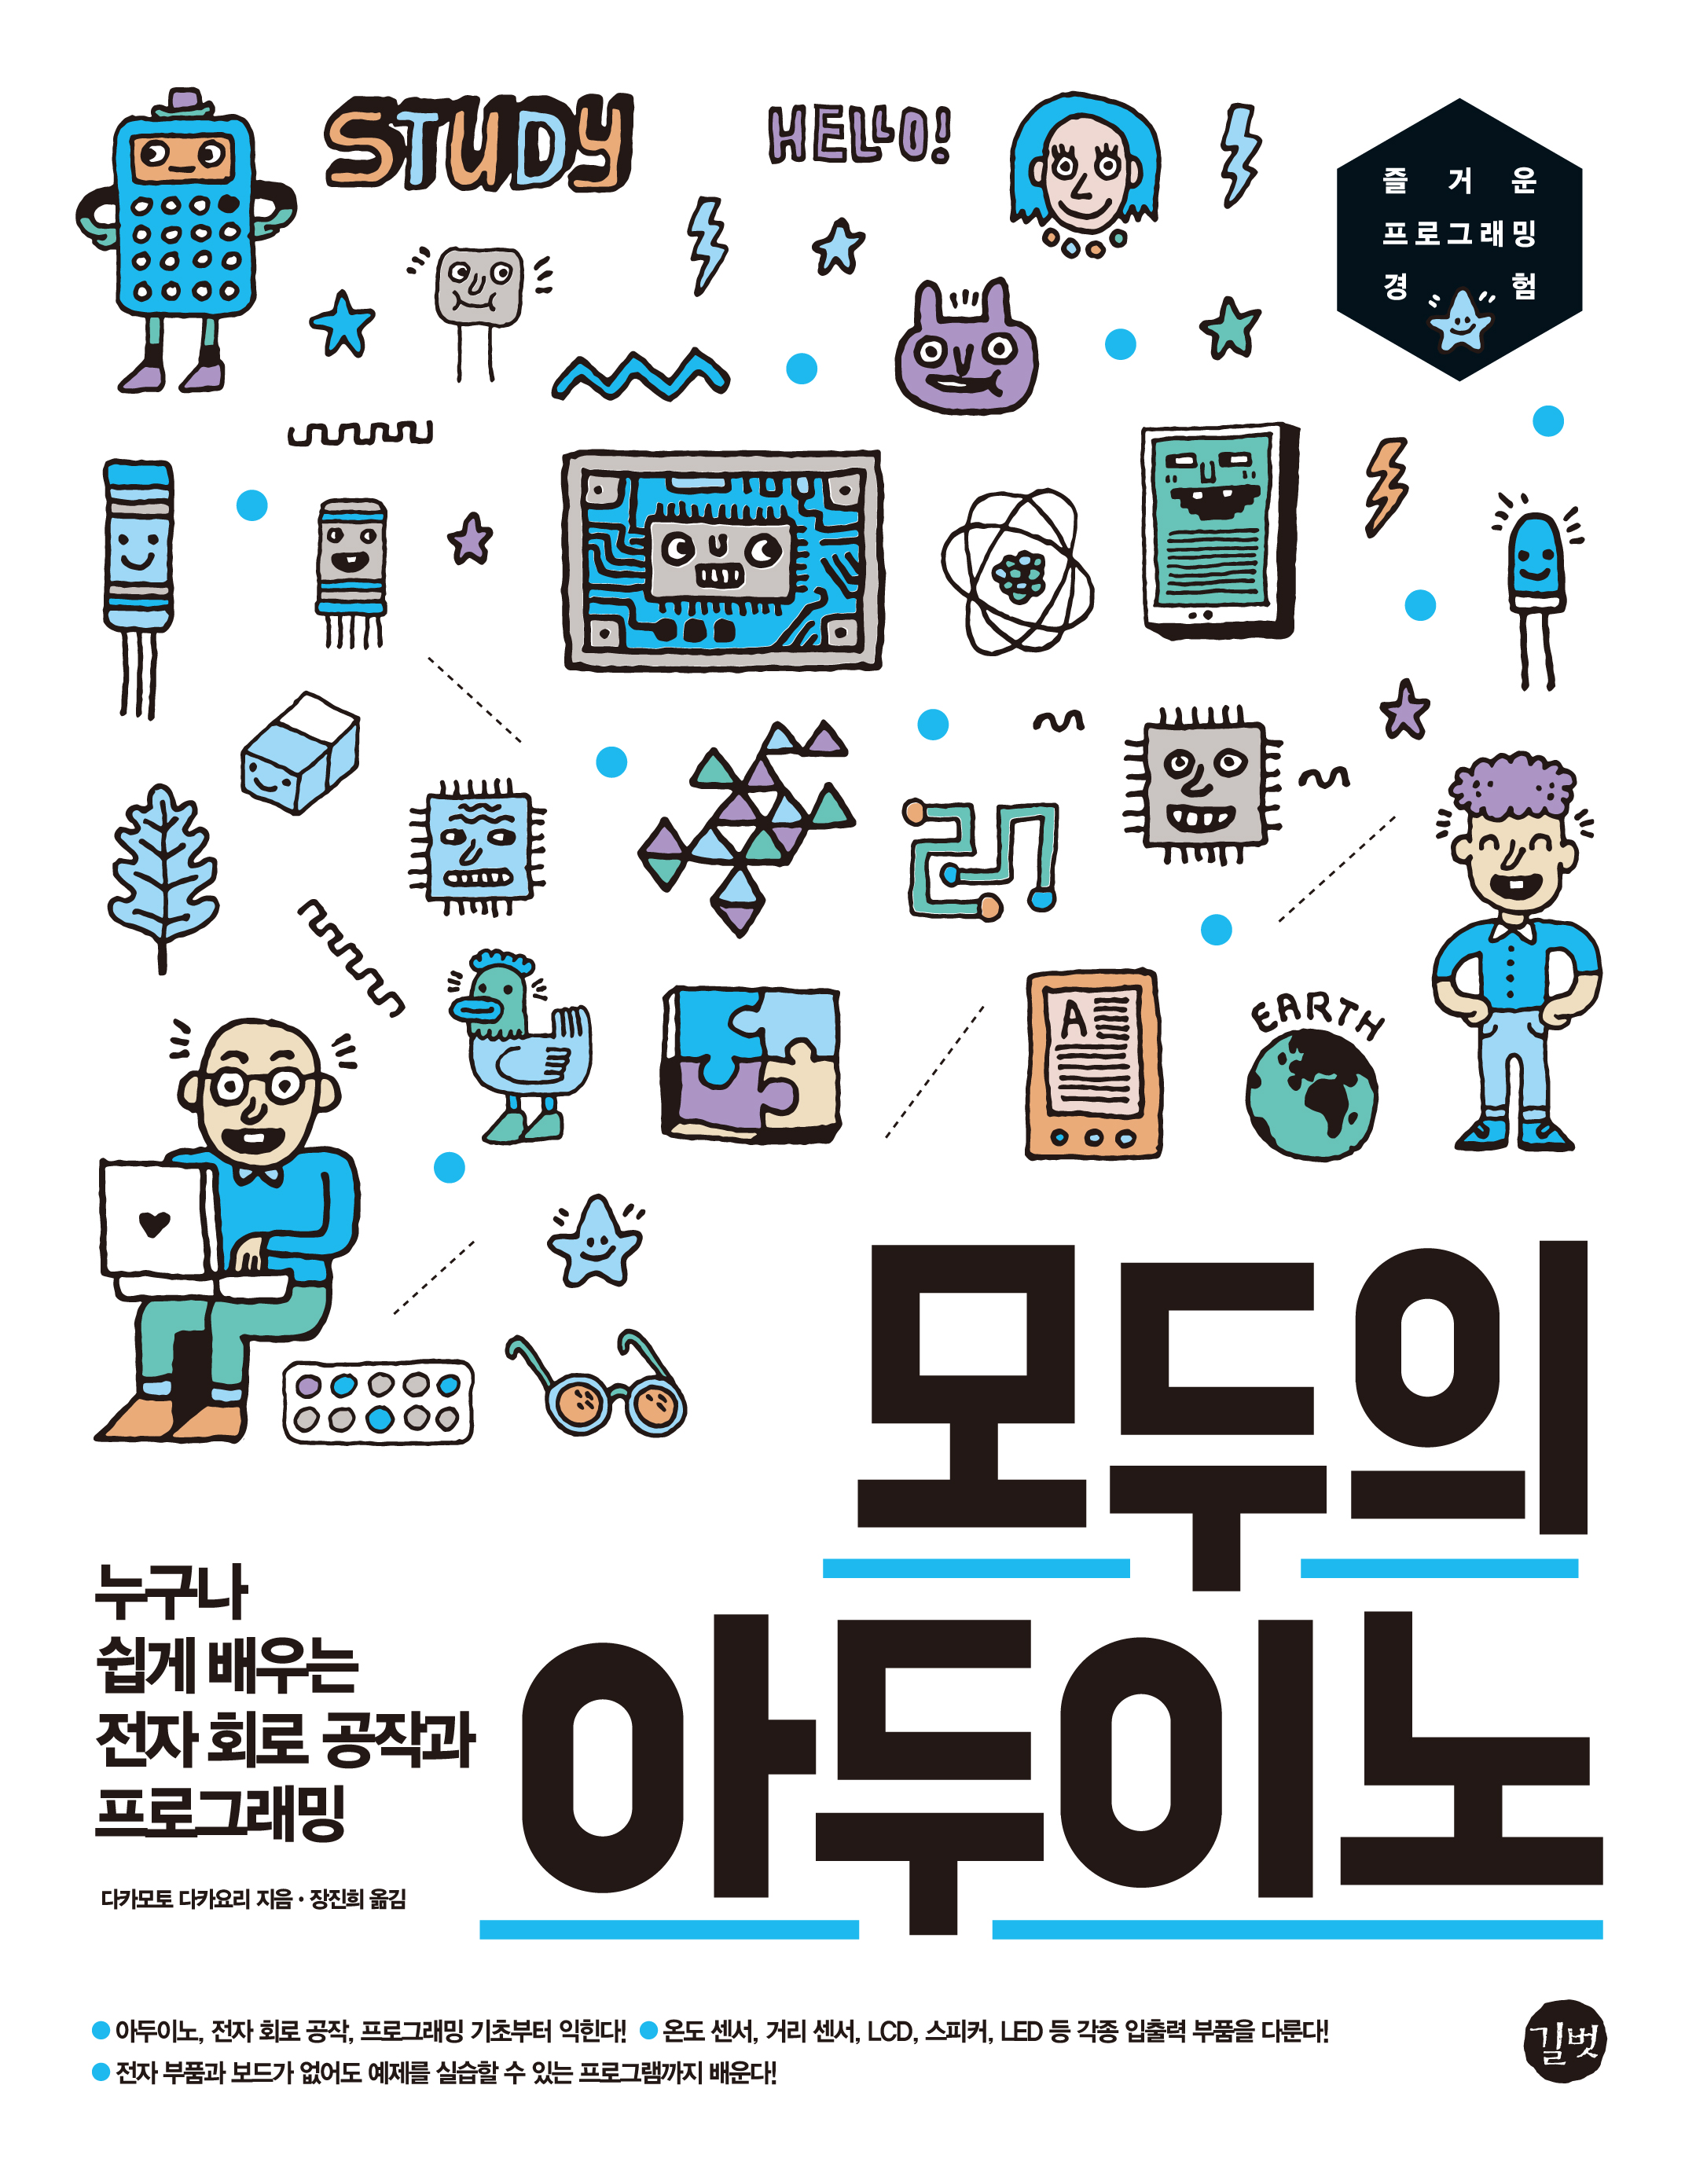 STUDY
HELLO!
즐거운
프로그래밍
경험
A
EARTH
모두의
아두이노
누구나
쉽게 배우는
전자 회로 공작과
프로그래밍
다카모토 다카요리 지음 · 장진희 옮김
● 아두이노, 전자 회로 공작, 프로그래밍 기초부터 익힌다! ● 온도 센서, 거리 센서, LCD, 스피커, LED 등 각종 입출력 부품을 다룬다!
● 전자 부품과 보드가 없어도 예제를 실습할 수 있는 프로그램까지 배운다!
길벗